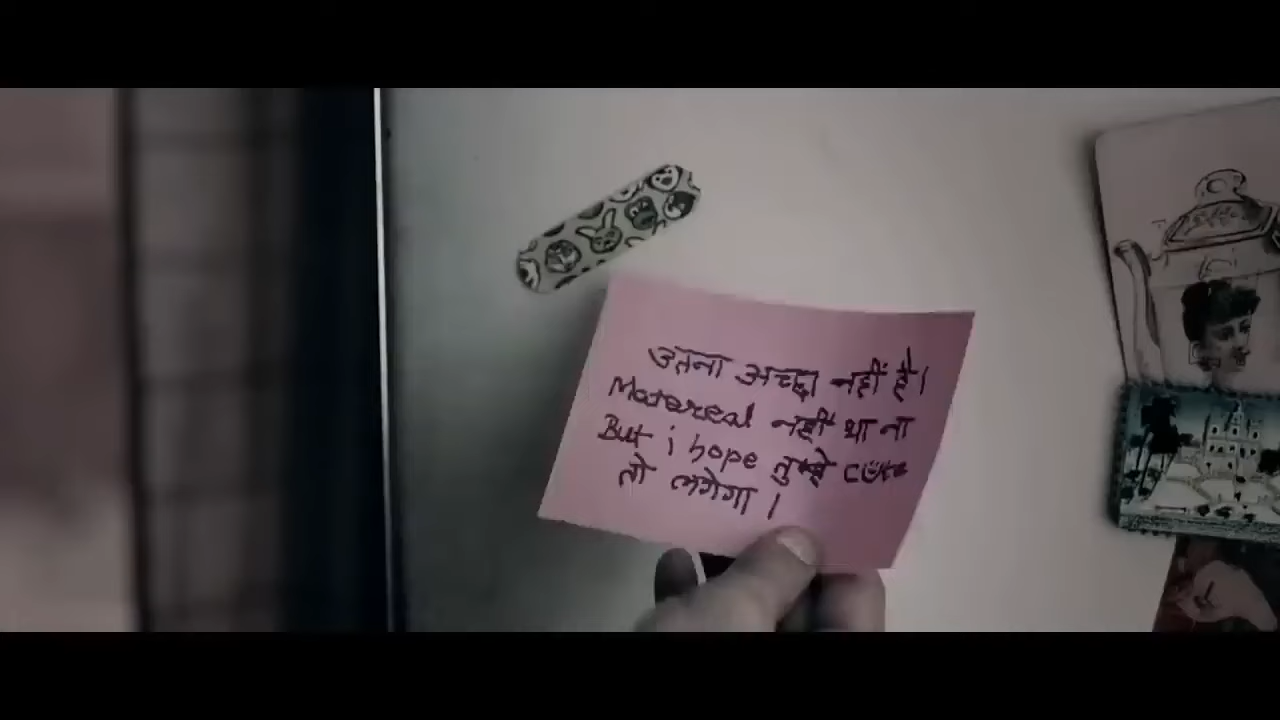 उतना अच्छा नहीं है।
Matereal नहीं था ना
But i hope तुम्हे cute
तो लगेगा।